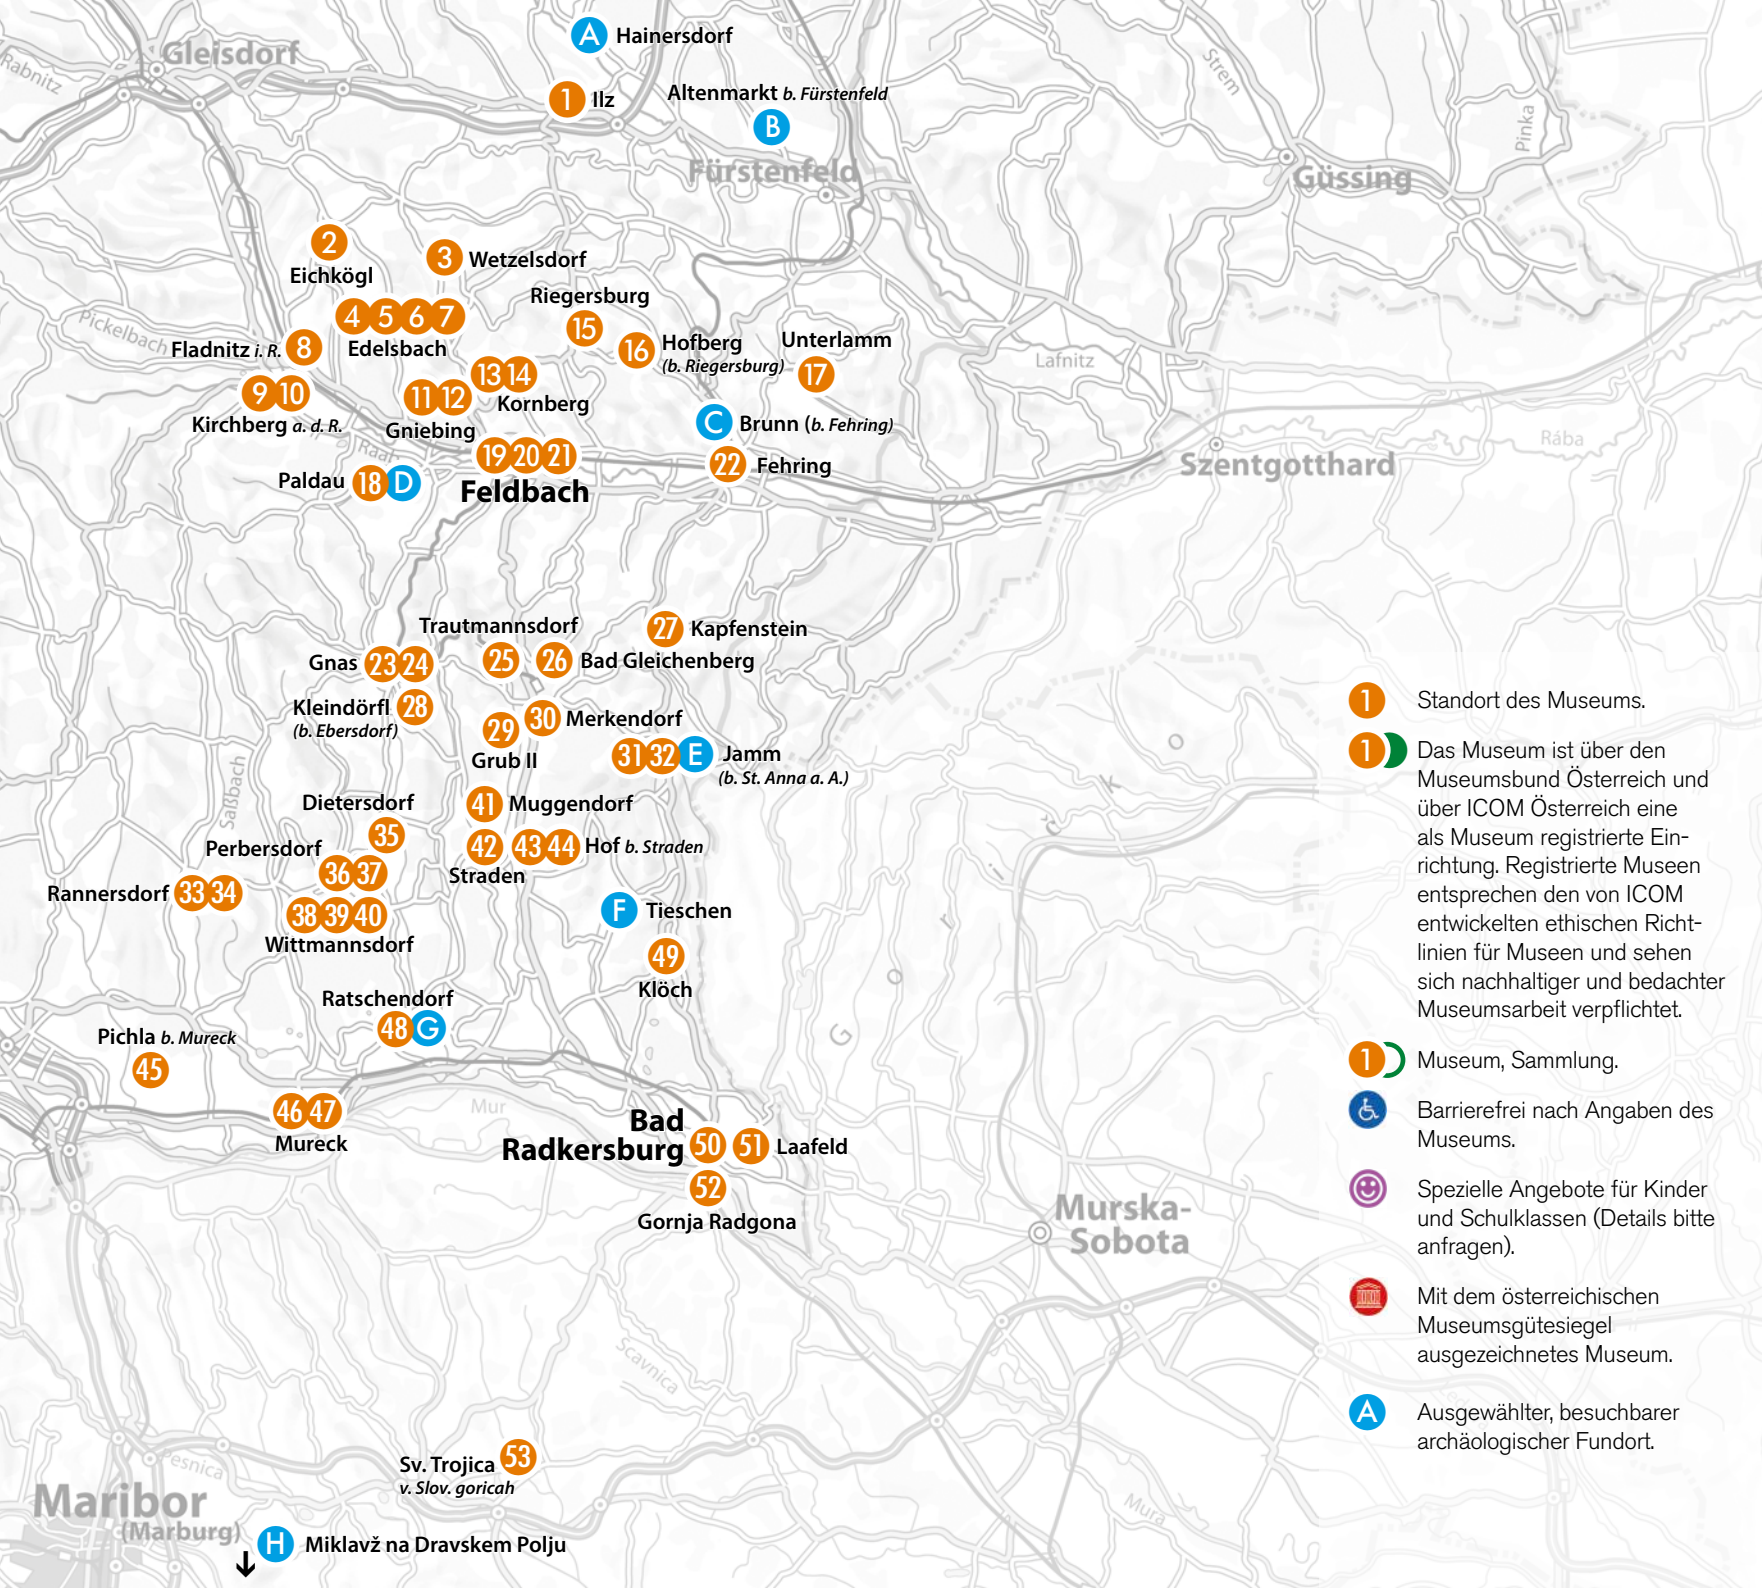 A Hainersdorf
Gleisdorf
Rabnitz
1 Ilz
Altenmarkt b. Fürstenfeld
B
Fürstenfeld
Strem
Pinka
Güssing
2
Eichkögl
3 Wetzelsdorf
Riegersburg
15
4 5 6 7
Edelsbach
Pickelbach
Fladnitz i. R. 8
16 Hofberg
(b. Riegersburg)
Unterlamm
17
Lafnitz
13 14
Kornberg
9 10
Kirchberg a. d. R.
11 12
Gniebing
C Brunn (b. Fehring)
Rába
Raab
19 20 21
Feldbach
22 Fehring
Szentgotthard
Paldau 18 D
Trautmannsdorf
27 Kapfenstein
Gnas 23 24
25
26 Bad Gleichenberg
Kleindörfl 28
(b. Ebersdorf)
29
Grub II
30 Merkendorf
31 32 E Jamm
(b. St. Anna a. A.)
Saßbach
Dietersdorf
35
41 Muggendorf
Perbersdorf
36 37
42
Straden
43 44 Hof b. Straden
Rannersdorf 33 34
38 39 40
Wittmannsdorf
F Tieschen
49
Klöch
G o r i č k o
Ratschendorf
48 G
Pichla b. Mureck
45
46 47
Mureck
Mur
Bad
Radkersburg 50
51 Laafeld
52
Gornja Radgona
Murska-
Sobota
Scavnica
Sv. Trojica 53
v. Slov. goricah
Pesnica
Maribor
(Marburg)
Mura
H Miklavž na Dravskem Polju
↓
1 Standort des Museums.
1 Das Museum ist über den
Museumsbund Österreich und
über ICOM Österreich eine
als Museum registrierte Ein-
richtung. Registrierte Museen
entsprechen den von ICOM
entwickelten ethischen Richt-
linien für Museen und sehen
sich nachhaltiger und bedachter
Museumsarbeit verpflichtet.
1 Museum, Sammlung.
Barrierefrei nach Angaben des
Museums.
Spezielle Angebote für Kinder
und Schulklassen (Details bitte
anfragen).
Mit dem österreichischen
Museumsgütesiegel
ausgezeichnetes Museum.
A Ausgewählter, besuchbarer
archäologischer Fundort.